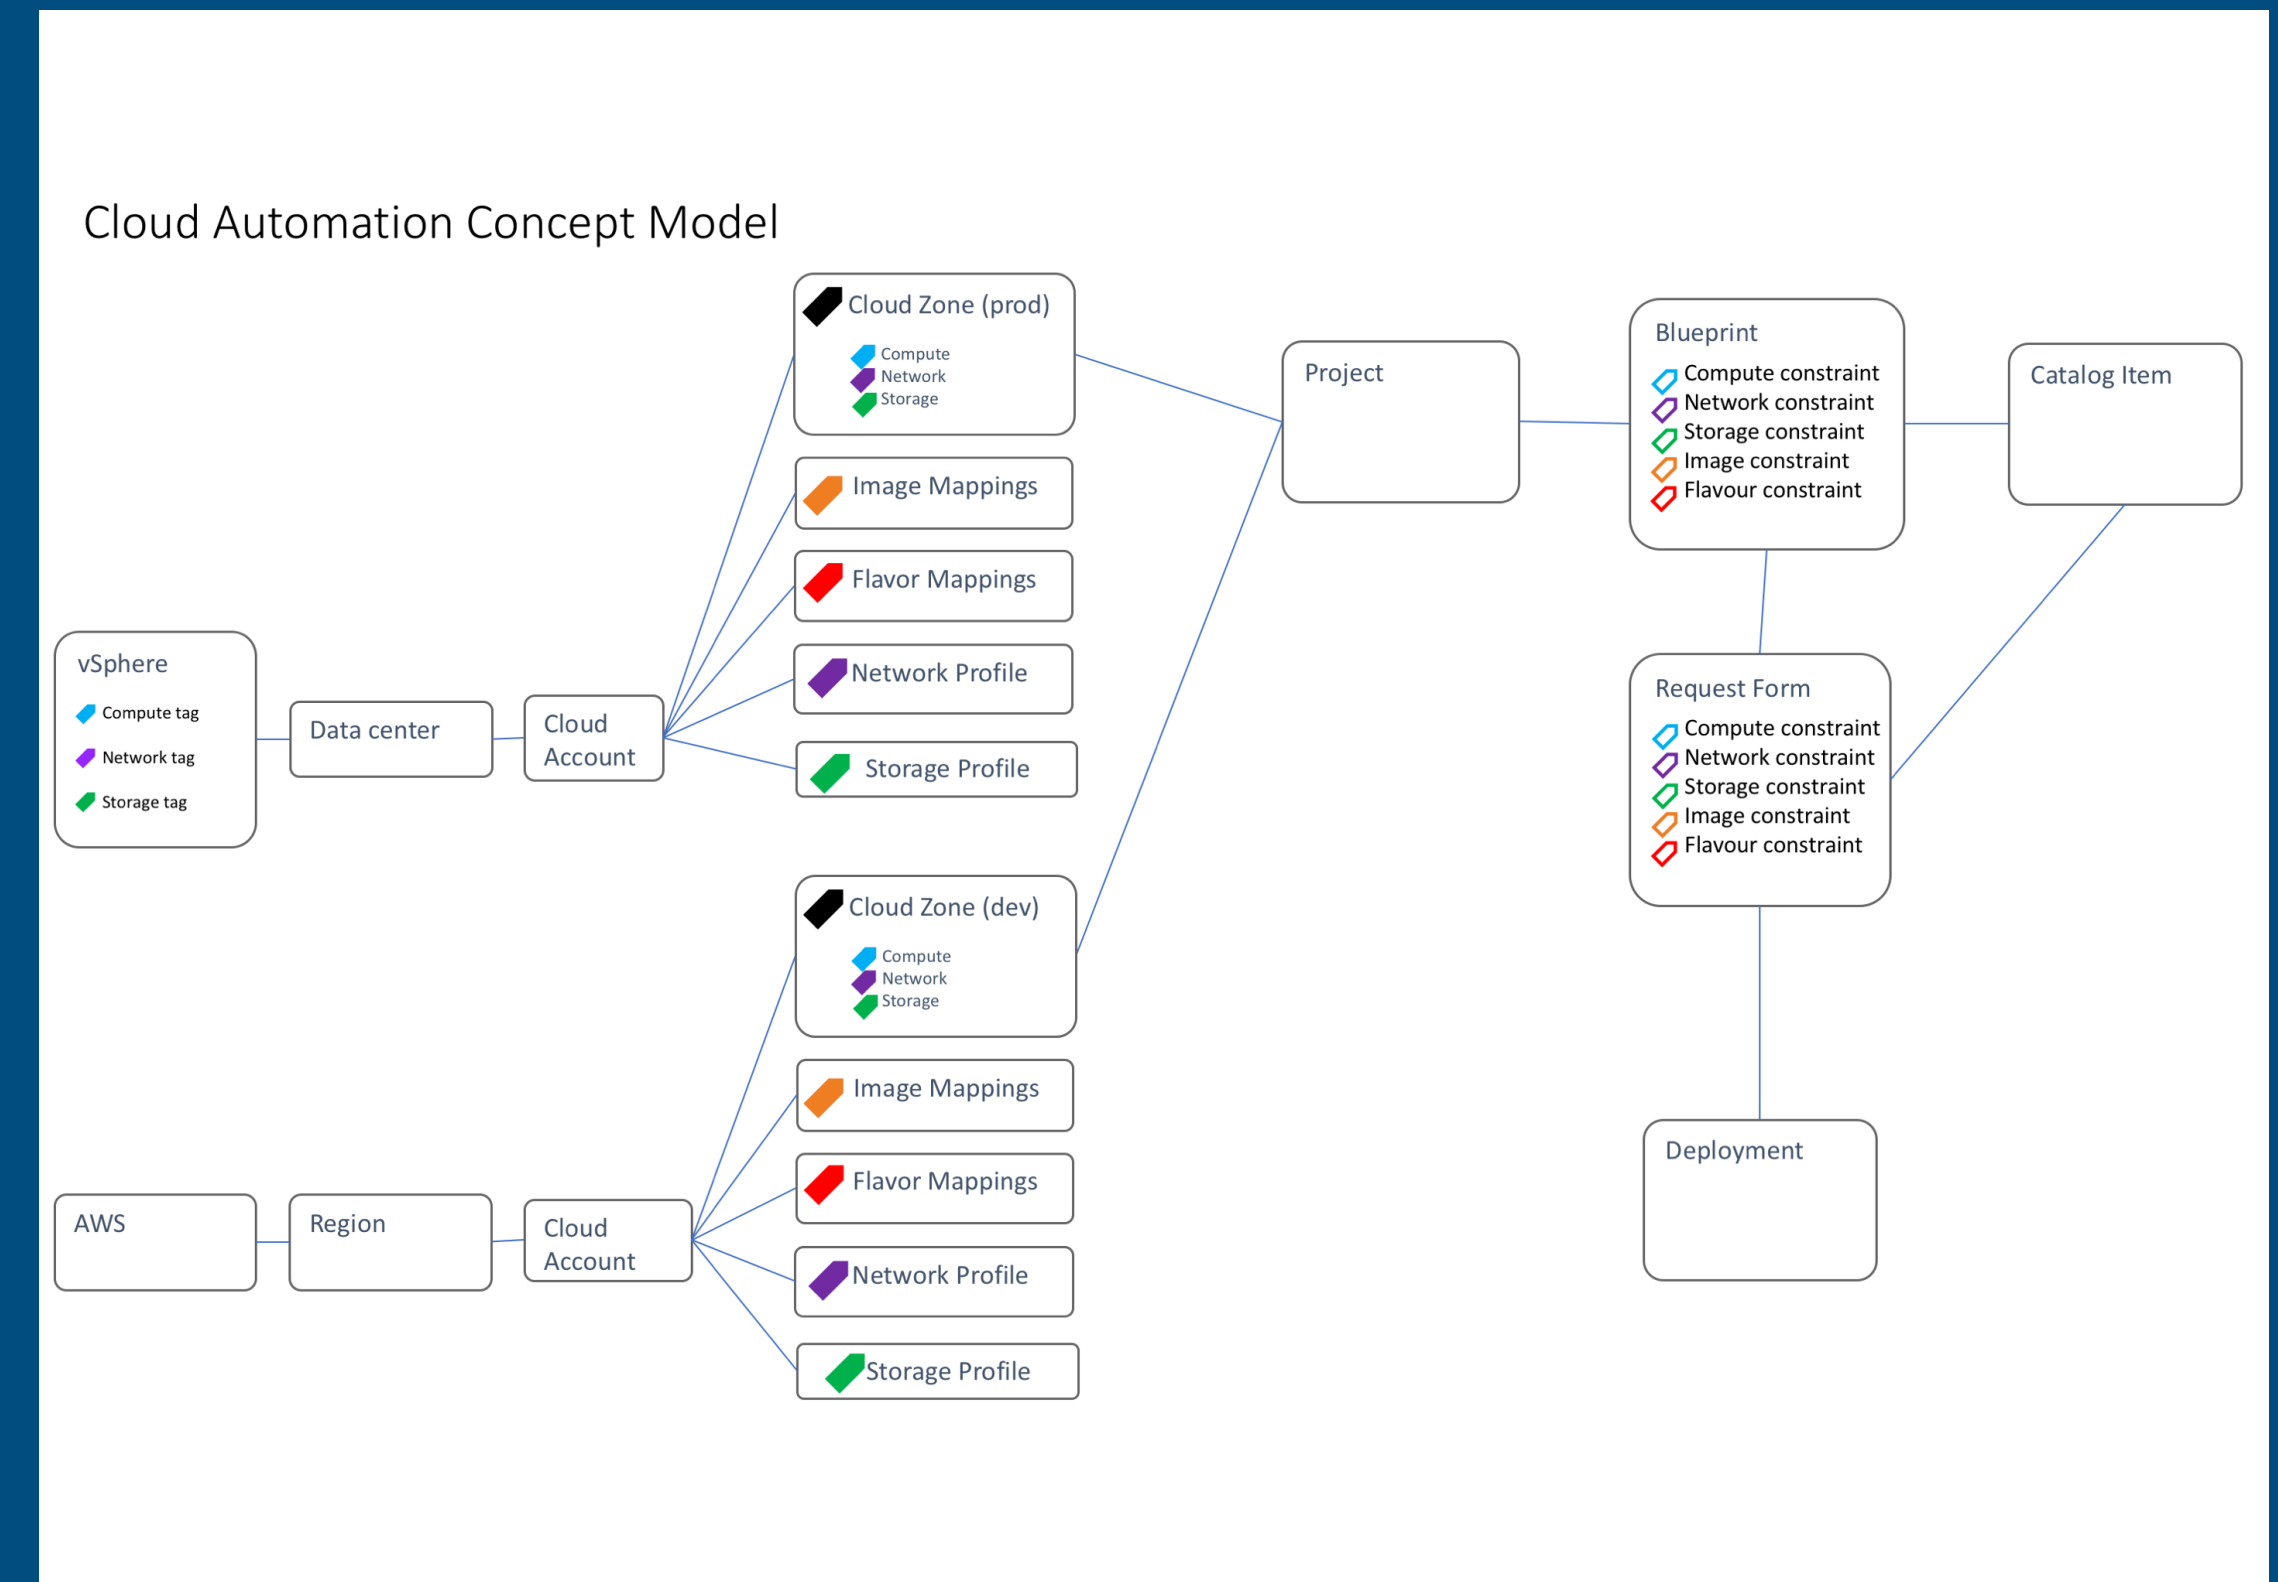 Cloud Automation Concept Model
vSphere
Compute tag
Network tag
Storage tag
Data center
Cloud
Account
Cloud Zone (prod)
Compute
Network
Storage
Image Mappings
Flavor Mappings
Network Profile
Storage Profile
AWS
Region
Cloud
Account
Cloud Zone (dev)
Compute
Network
Storage
Image Mappings
Flavor Mappings
Network Profile
Storage Profile
Project
Blueprint
Compute constraint
Network constraint
Storage constraint
Image constraint
Flavour constraint
Catalog Item
Request Form
Compute constraint
Network constraint
Storage constraint
Image constraint
Flavour constraint
Deployment